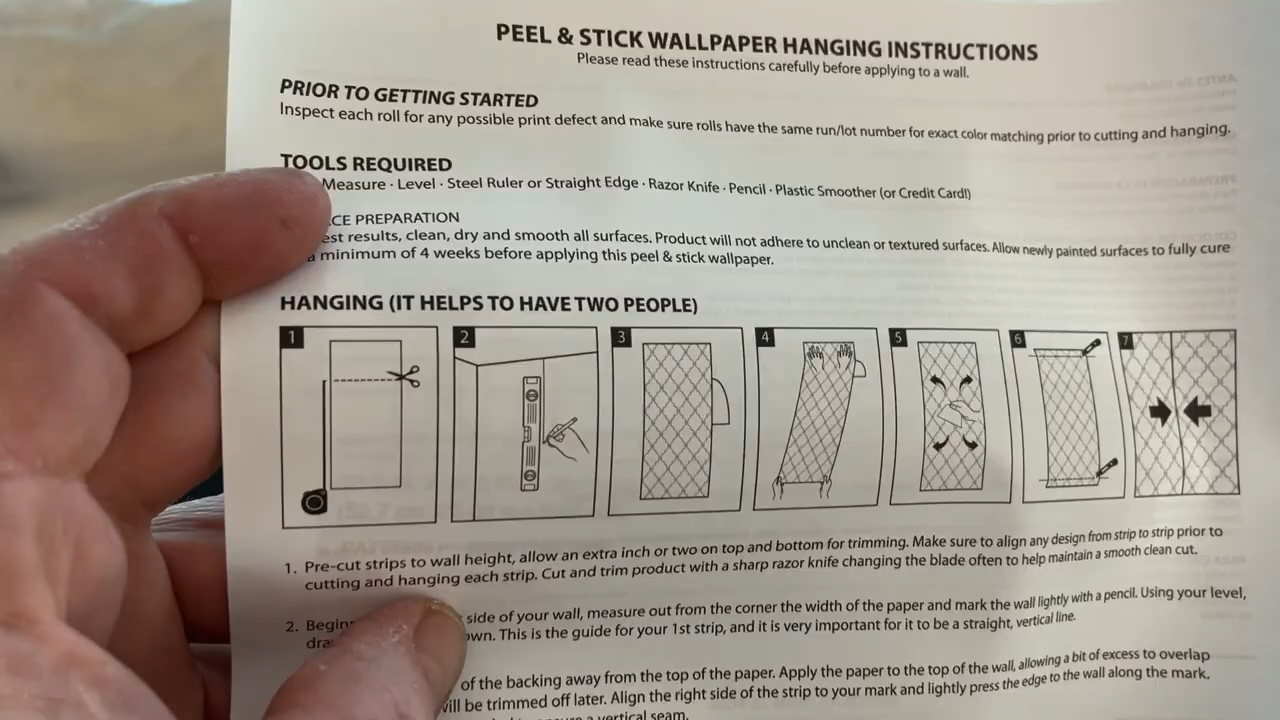 PEEL & STICK WALLPAPER HANGING INSTRUCTIONS
Please read these instructions carefully before applying to a wall.
PRIOR TO GETTING STARTED
Inspect each roll for any possible print defect and make sure rolls have the same run/lot number for exact color matching prior to cutting and hanging.
TOOLS REQUIRED
Measure · Level · Steel Ruler or Straight Edge · Razor Knife · Pencil · Plastic Smoother (or Credit Card!)
CE PREPARATION
est results, clean, dry and smooth all surfaces. Product will not adhere to unclean or textured surfaces. Allow newly painted surfaces to fully cure
a minimum of 4 weeks before applying this peel & stick wallpaper.
HANGING (IT HELPS TO HAVE TWO PEOPLE)
1 2 3 4 5 6 7
1. Pre-cut strips to wall height, allow an extra inch or two on top and bottom for trimming. Make sure to align any design from strip to strip prior to
cutting and hanging each strip. Cut and trim product with a sharp razor knife changing the blade often to help maintain a smooth clean cut.
2. Begin side of your wall, measure out from the corner the width of the paper and mark the wall lightly with a pencil. Using your level,
dra own. This is the guide for your 1st strip, and it is very important for it to be a straight, vertical line.
of the backing away from the top of the paper. Apply the paper to the top of the wall, allowing a bit of excess to overlap
will be trimmed off later. Align the right side of the strip to your mark and lightly press the edge to the wall along the mark.
a vertical seam.